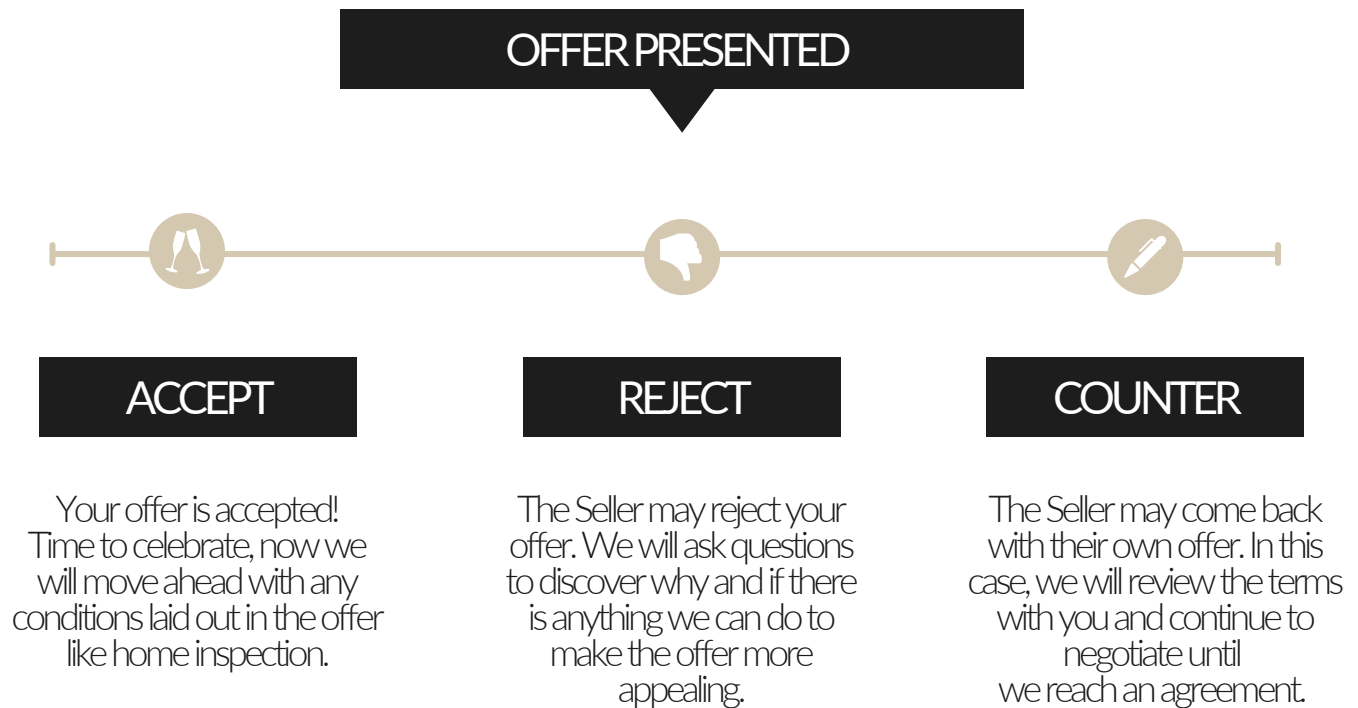 OFFER PRESENTED
ACCEPT
Your offer is accepted!
Time to celebrate, now we
will move ahead with any
conditions laid out in the offer
like home inspection.
REJECT
The Seller may reject your
offer. We will ask questions
to discover why and if there
is anything we can do to
make the offer more
appealing.
COUNTER
The Seller may come back
with their own offer. In this
case, we will review the terms
with you and continue to
negotiate until
we reach an agreement.